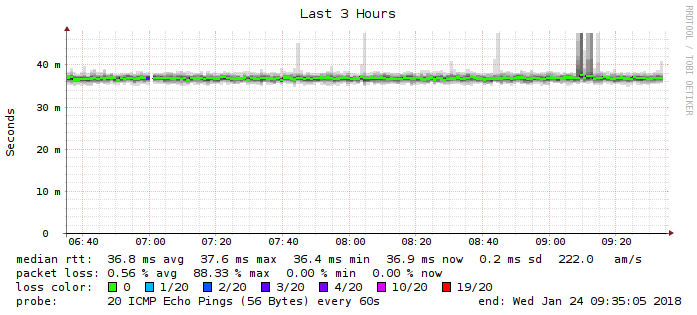 Last 3 Hours
RRDTOOL / TOBI OETIKER
Seconds
40 m
30 m
20 m
10 m
0
06:40 07:00 07:20 07:40 08:00 08:20 08:40 09:00 09:20
median rtt: 36.8 ms avg 37.6 ms max 36.4 ms min 36.9 ms now 0.2 ms sd 222.0 am/s
packet loss: 0.56 % avg 88.33 % max 0.00 % min 0.00 % now
loss color: 0 1/20 2/20 3/20 4/20 10/20 19/20
probe: 20 ICMP Echo Pings (56 Bytes) every 60s end: Wed Jan 24 09:35:05 2018